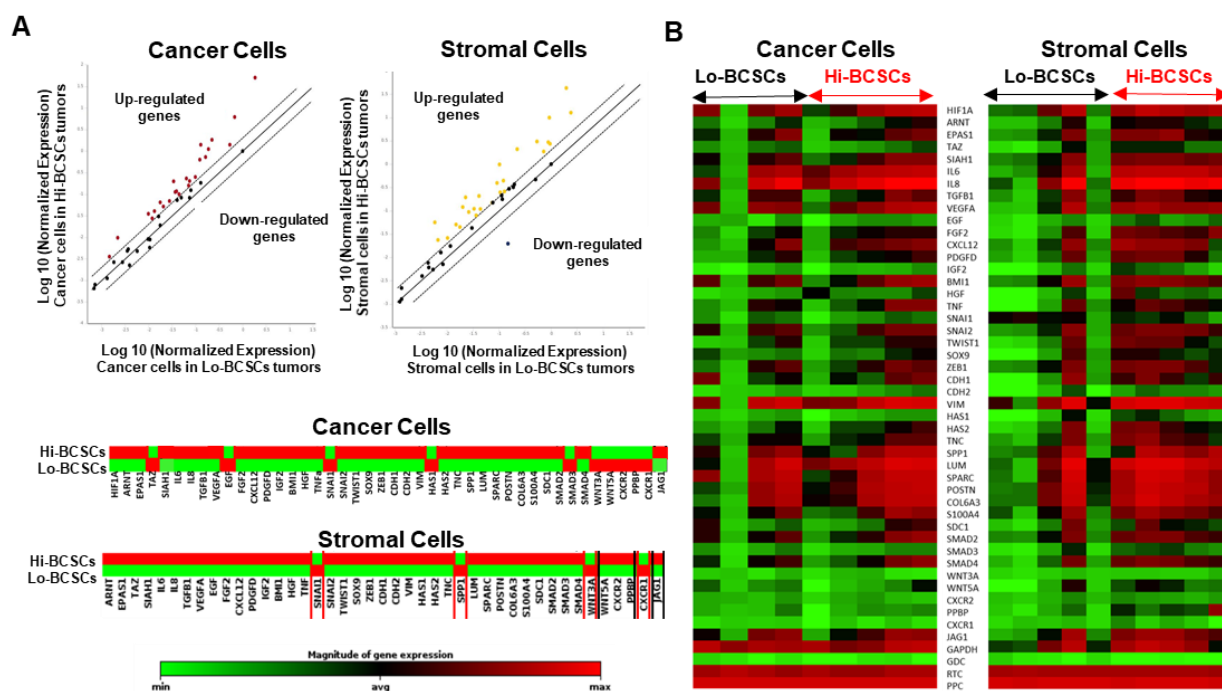 A
Cancer Cells
Up-regulated
genes
Down-regulated
genes
Log 10 (Normalized Expression)
Cancer cells in Hi-BCSCs tumors
Log 10 (Normalized Expression)
Cancer cells in Lo-BCSCs tumors
Stromal Cells
Up-regulated
genes
Down-regulated
genes
Log 10 (Normalized Expression)
Stromal cells in Hi-BCSCs tumors
Log 10 (Normalized Expression)
Stromal cells in Lo-BCSCs tumors
Cancer Cells
Hi-BCSCs
Lo-BCSCs
HIF1A
ARNT
EPAS1
TAZ
SIAH1
IL6
IL8
TGFB1
VEGFA
EGF
FGF2
CXCL12
PDGFD
IGF2
BMI1
HGF
TNFa
SNAI1
SNAI2
TWIST1
SOX9
ZEB1
CDH1
CDH2
VIM
HAS1
HAS2
TNC
SPP1
LUM
SPARC
POSTN
COL6A3
S100A4
SDC1
SMAD2
SMAD3
SMAD4
WNT3A
WNT5A
CXCR2
PPBP
CXCR1
JAG1
Stromal Cells
Hi-BCSCs
Lo-BCSCs
ARNT
EPAS1
TAZ
SIAH1
IL6
IL8
TGFB1
VEGFA
EGF
FGF2
CXCL12
PDGFD
IGF2
BMI1
HGF
TNF
SNAI1
SNAI2
TWIST1
SOX9
ZEB1
CDH1
CDH2
VIM
HAS1
HAS2
TNC
SPP1
LUM
SPARC
POSTN
COL6A3
S100A4
SDC1
SMAD2
SMAD3
SMAD4
WNT3A
WNT5A
CXCR2
PPBP
CXCR1
JAG1
Magnitude of gene expression
min avg max
B
Cancer Cells
Lo-BCSCs Hi-BCSCs
Stromal Cells
Lo-BCSCs Hi-BCSCs
HIF1A
ARNT
EPAS1
TAZ
SIAH1
IL6
IL8
TGFB1
VEGFA
EGF
FGF2
CXCL12
PDGFD
IGF2
BMI1
HGF
TNF
SNAI1
SNAI2
TWIST1
SOX9
ZEB1
CDH1
CDH2
VIM
HAS1
HAS2
TNC
SPP1
LUM
SPARC
POSTN
COL6A3
S100A4
SDC1
SMAD2
SMAD3
SMAD4
WNT3A
WNT5A
CXCR2
PPBP
CXCR1
JAG1
GAPDH
GDC
RTC
PPC